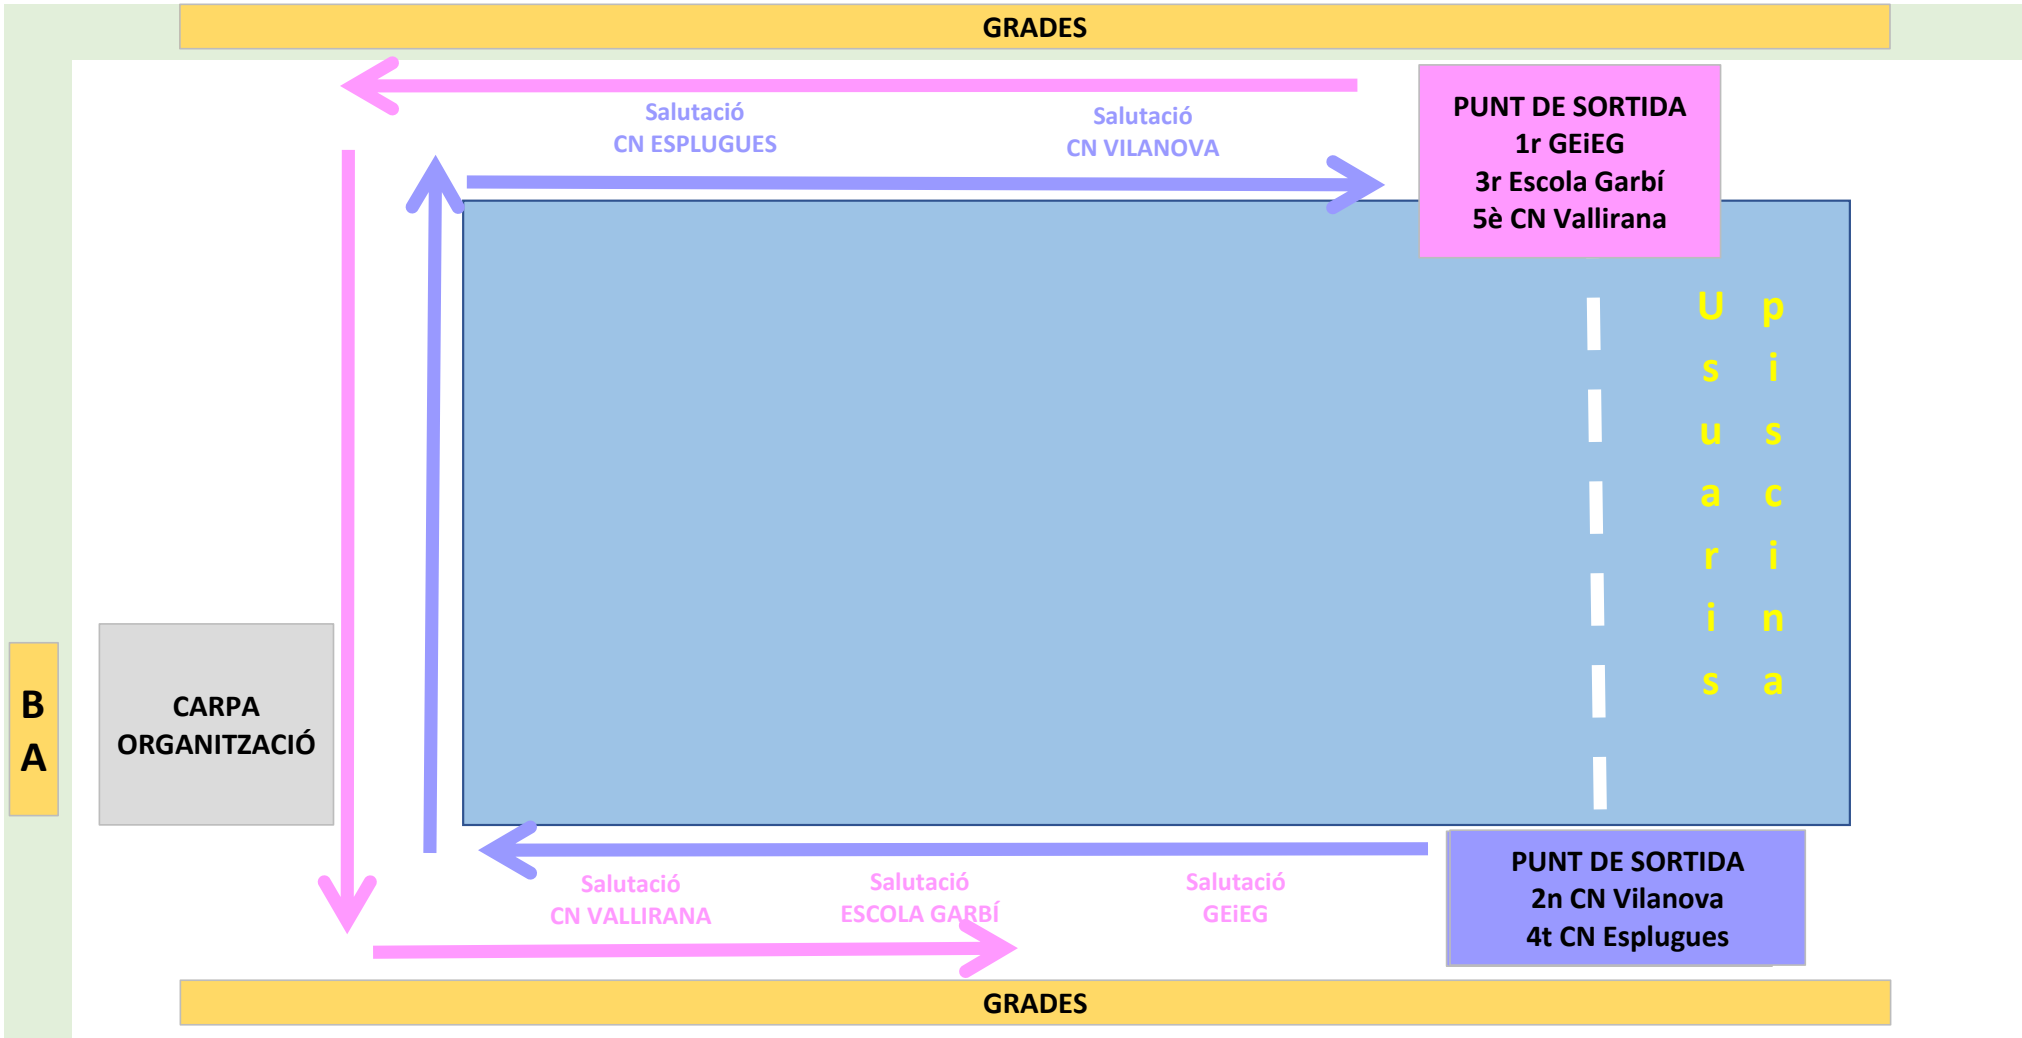 GRADES
Salutació
CN ESPLUGUES
Salutació
CN VILANOVA
PUNT DE SORTIDA
1r GEiEG
3r Escola Garbí
5è CN Vallirana
Usuaris
piscina
B
A
CARPA
ORGANITZACIÓ
Salutació
CN VALLIRANA
Salutació
ESCOLA GARBÍ
Salutació
GEiEG
PUNT DE SORTIDA
2n CN Vilanova
4t CN Esplugues
GRADES